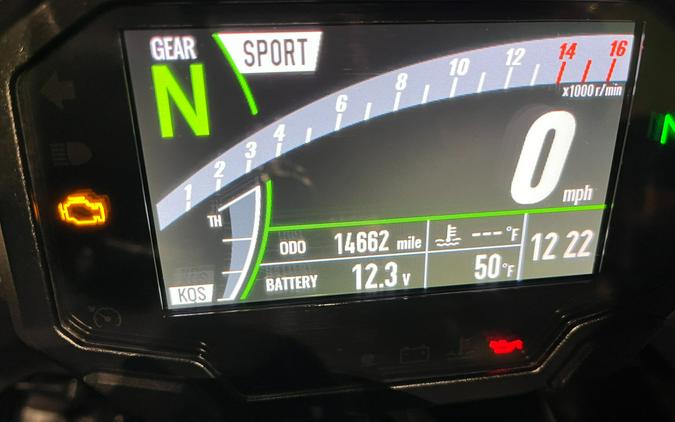 GEAR SPORT
N
1 2 3 4 6 8 10 12 14 16
x1000 r/min
N
0 mph
TH
ODO 14662 mile --- °F
KQS BATTERY 12.3 V 50 °F 12 22